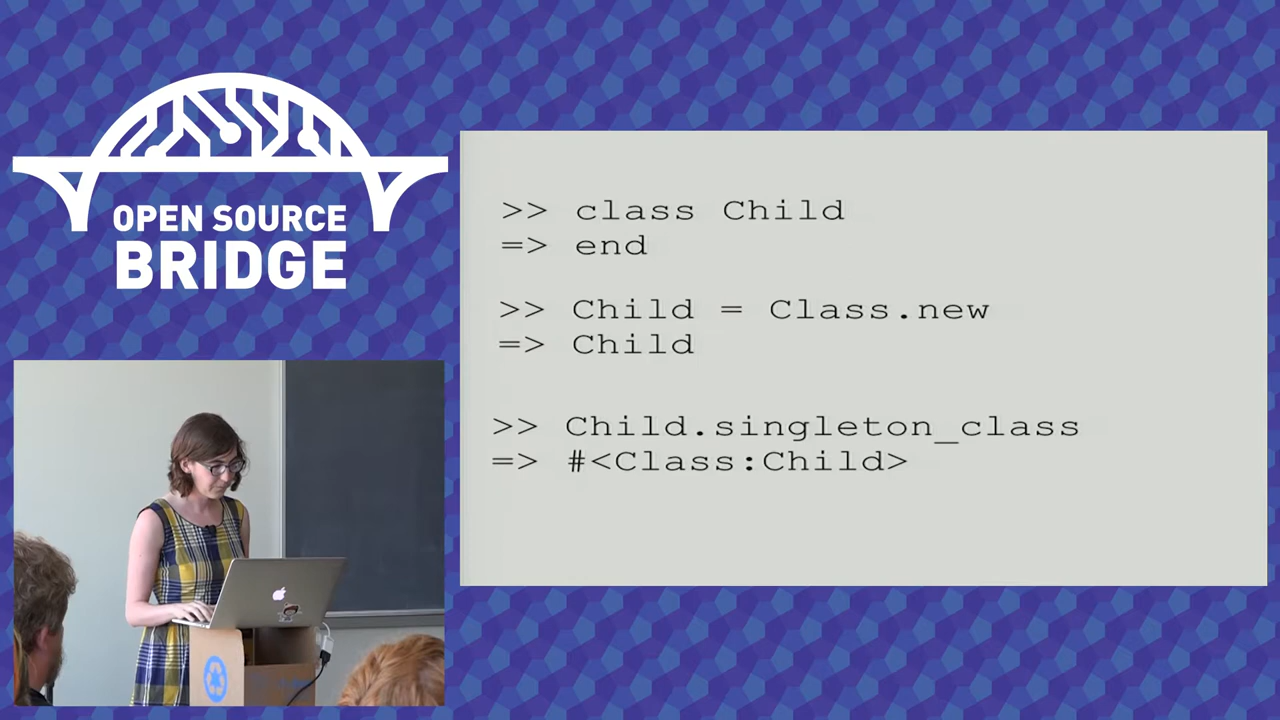 OPEN SOURCE
BRIDGE
>> class Child
=> end
>> Child = Class.new
=> Child
>> Child.singleton_class
=> #<Class:Child>